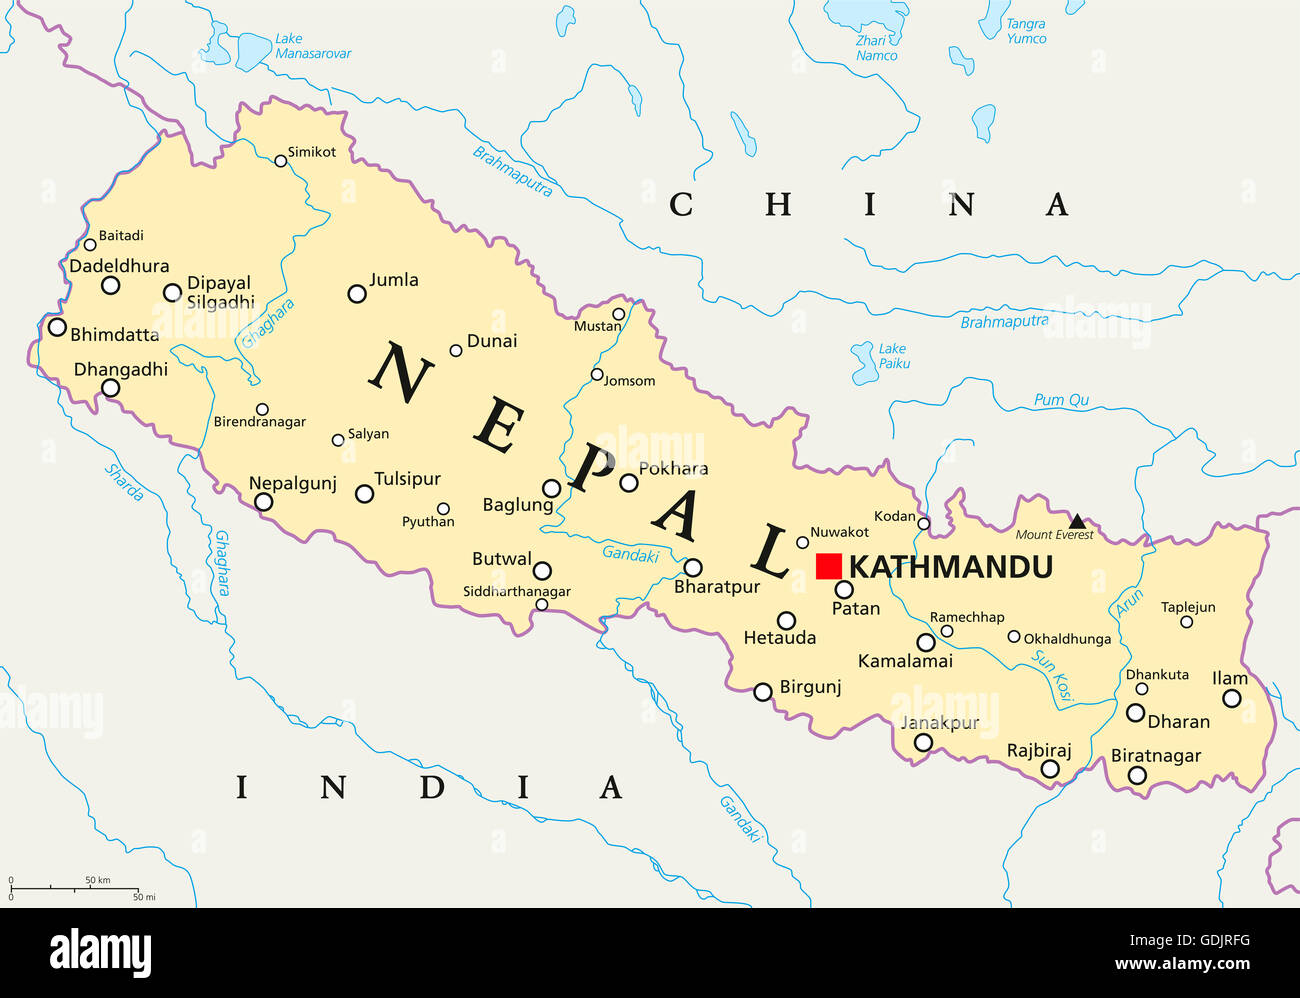 Lake
Manasarovar
Zhari
Namco
Tangra
Yumco
Brahmaputra
CHINA
Simikot
Baitadi
Dadeldhura
Dipayal
Silgadhi
Jumla
Ghaghara
Bhimdatta
Mustan
Brahmaputra
Dunai
Lake
Paiku
Dhangadhi
Jomsom
Pum Qu
NEPAL
Birendranagar
Salyan
Sharda
Nepalgunj
Tulsipur
Pokhara
Baglung
Pyuthan
Kodan
Nuwakot
Mount Everest
Ghaghara
Butwal
Gandaki
KATHMANDU
Siddharthanagar
Bharatpur
Patan
Arun
Taplejun
Hetauda
Ramechhap
Okhaldhunga
Kamalamai
Sun Kosi
Dhankuta
Ilam
Birgunj
Janakpur
Dharan
Rajbiraj
Biratnagar
INDIA
Gandaki
0 50 km
0 50 mi
alamy
a
alamy
Image ID: GDJRFG
www.alamy.com